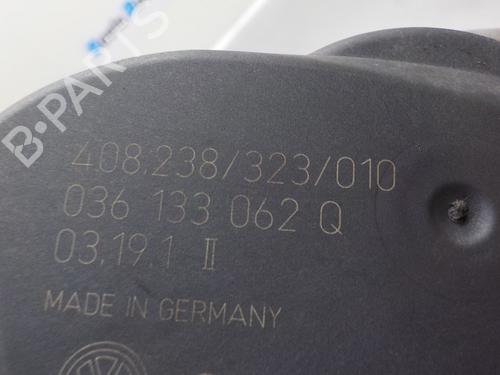 B-PARTS
408.238/323/010
036 133 062 Q
03.19.1 II
MADE IN GERMANY